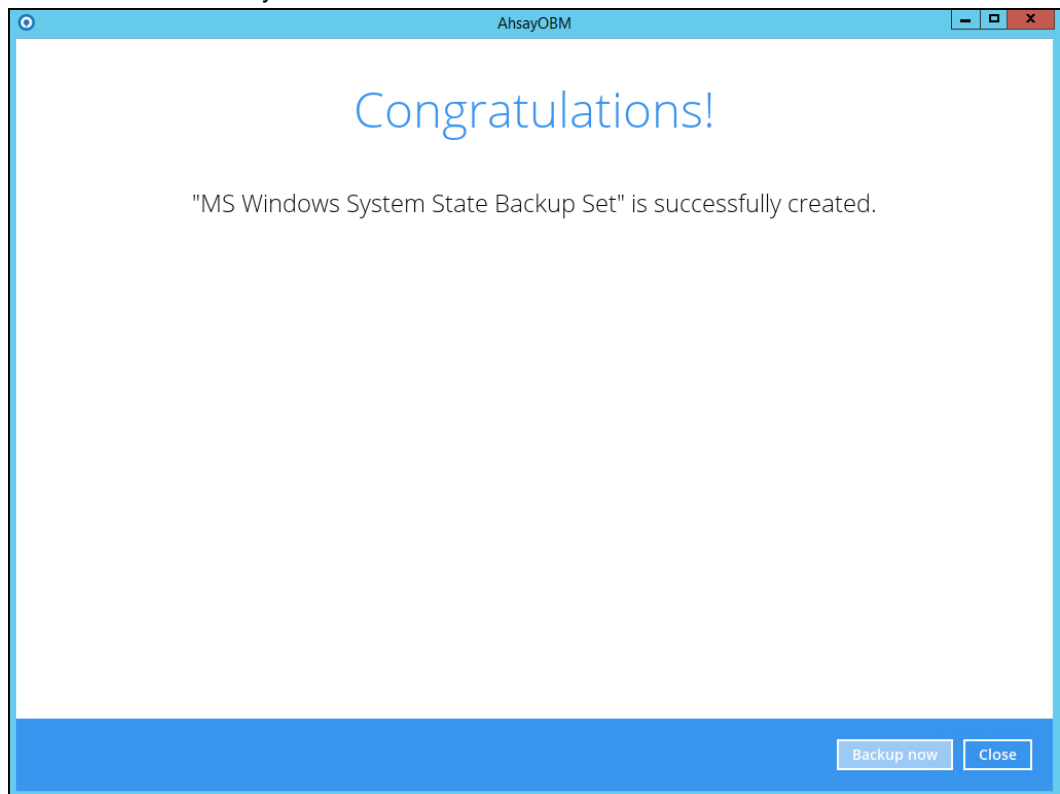 AhsayOBM
Congratulations!
"MS Windows System State Backup Set" is successfully created.
Backup now Close